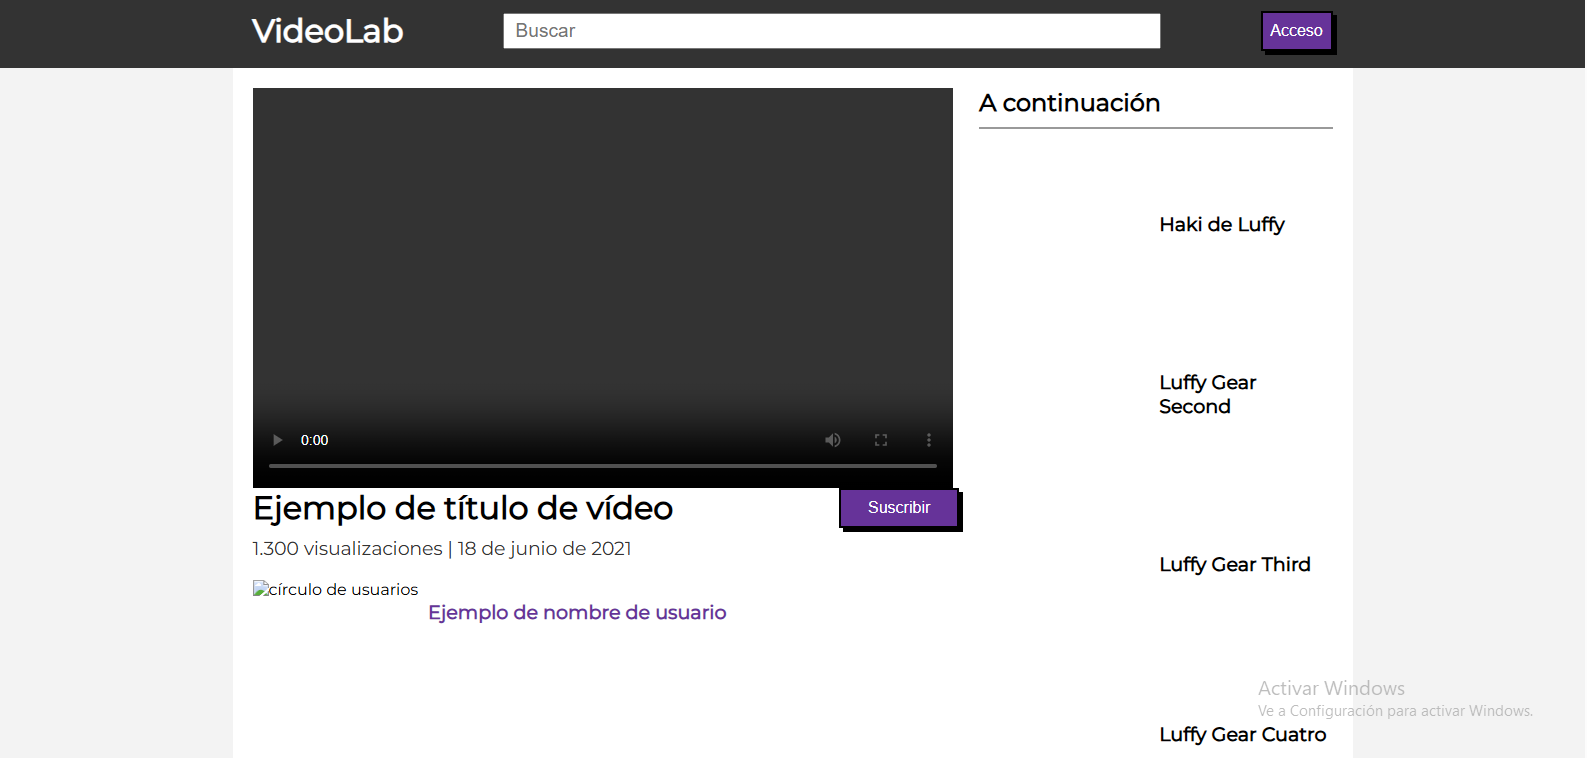 VideoLab
Buscar
Acceso
0:00
Ejemplo de título de vídeo
Suscribir
1.300 visualizaciones | 18 de junio de 2021
círculo de usuarios
Ejemplo de nombre de usuario
A continuación
Haki de Luffy
Luffy Gear
Second
Luffy Gear Third
Luffy Gear Cuatro
Activar Windows
Ve a Configuración para activar Windows.